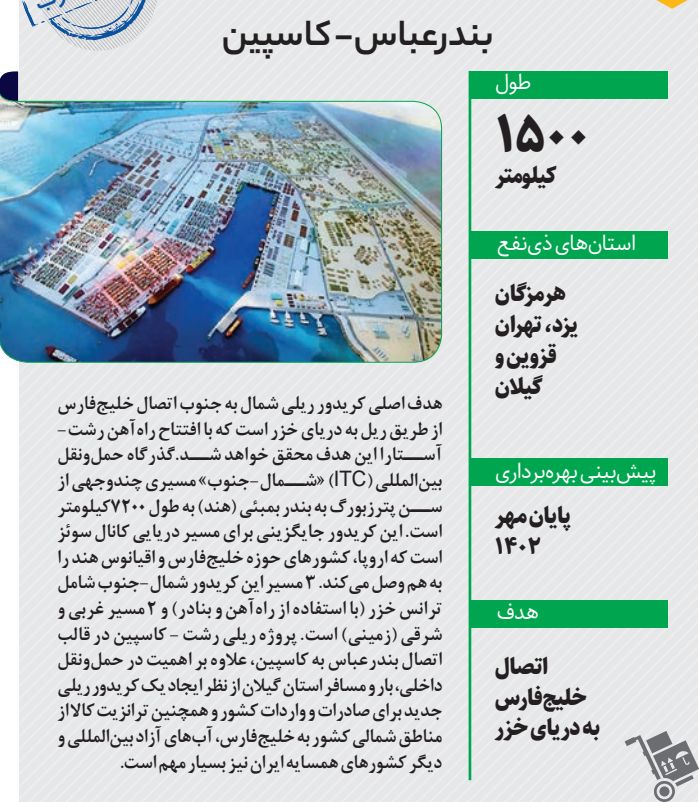 بندرعباس-کاسپین
طول
۱۵۰۰
کیلومتر
استان‌های ذی‌نفع
هرمزگان
یزد، تهران
قزوین و
گیلان
پیش‌بینی بهره‌برداری
پایان مهر
۱۴۰۲
هدف
اتصال
خلیج‌فارس
به دریای خزر
هدف اصلی کریدور ریلی شمال به جنوب اتصال خلیج‌فارس
از طریق ریل به دریای خزر است که با افتتاح راه‌آهن رشت-
آستارا این هدف محقق خواهد شد.گذرگاه حمل‌ونقل
بین‌المللی (ITC) «شمال-جنوب» مسیری چندوجهی از
سن پترزبورگ به بندر بمبئی (هند) به طول ۷۲۰۰کیلومتر
است. این کریدور جایگزینی برای مسیر دریایی کانال سوئز
است که اروپا، کشورهای حوزه خلیج‌فارس و اقیانوس هند را
به هم وصل می‌کند. ۳ مسیر این کریدور شمال-جنوب شامل
ترانس خزر (با استفاده از راه‌آهن و بنادر) و ۲ مسیر غربی و
شرقی (زمینی) است. پروژه ریلی رشت - کاسپین در قالب
اتصال بندرعباس به کاسپین، علاوه بر اهمیت در حمل‌ونقل
داخلی، بار و مسافر استان گیلان از نظر ایجاد یک کریدور ریلی
جدید برای صادرات و واردات کشور و همچنین ترانزیت کالا از
مناطق شمالی کشور به خلیج‌فارس، آب‌های آزاد بین‌المللی و
دیگر کشورهای همسایه ایران نیز بسیار مهم است.